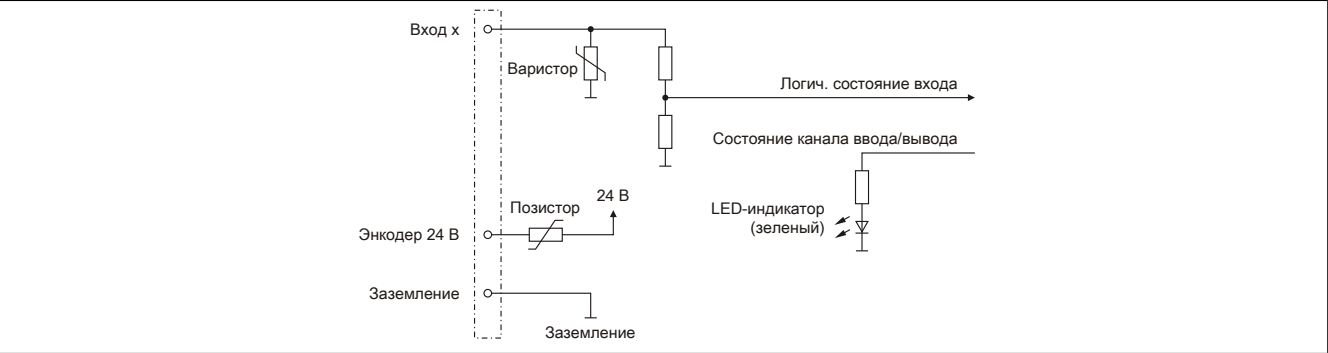 Вход x
Варистор
Логич. состояние входа
Состояние канала ввода/вывода
24 В
Позистор
LED-индикатор
(зеленый)
Энкодер 24 В
Заземление
Заземление